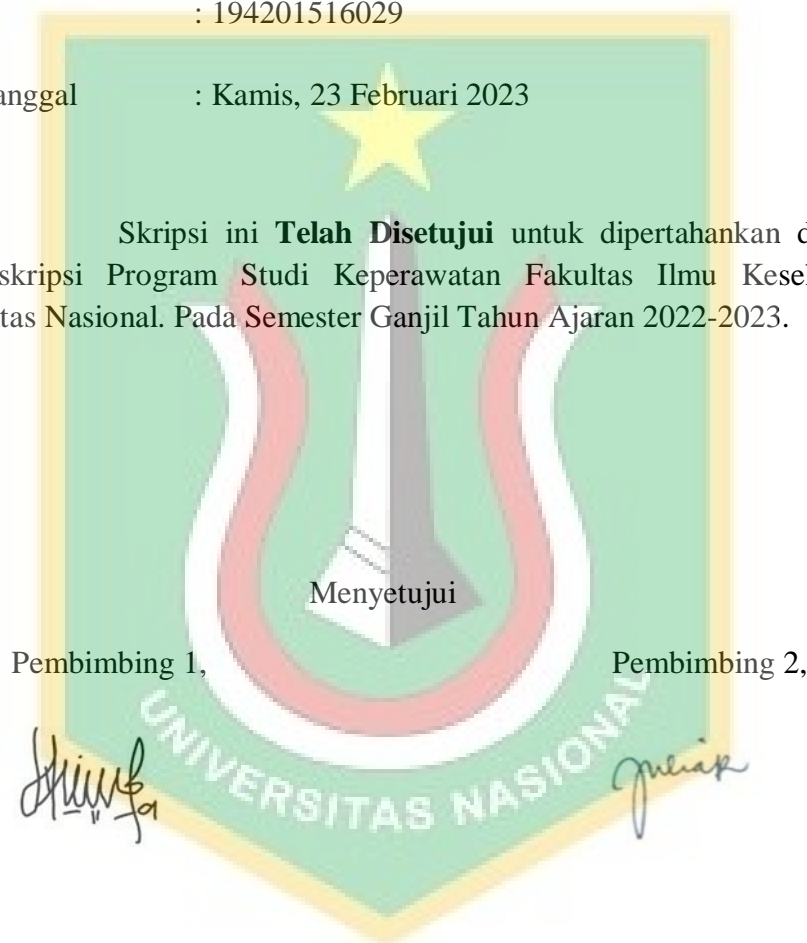 : 194201516029
anggal : Kamis, 23 Februari 2023
Skripsi ini Telah Disetujui untuk dipertahankan d
skripsi Program Studi Keperawatan Fakultas Ilmu Kese
tas Nasional. Pada Semester Ganjil Tahun Ajaran 2022-2023.
Menyetujui
Pembimbing 1, Pembimbing 2,
UNIVERSITAS NASIONAL